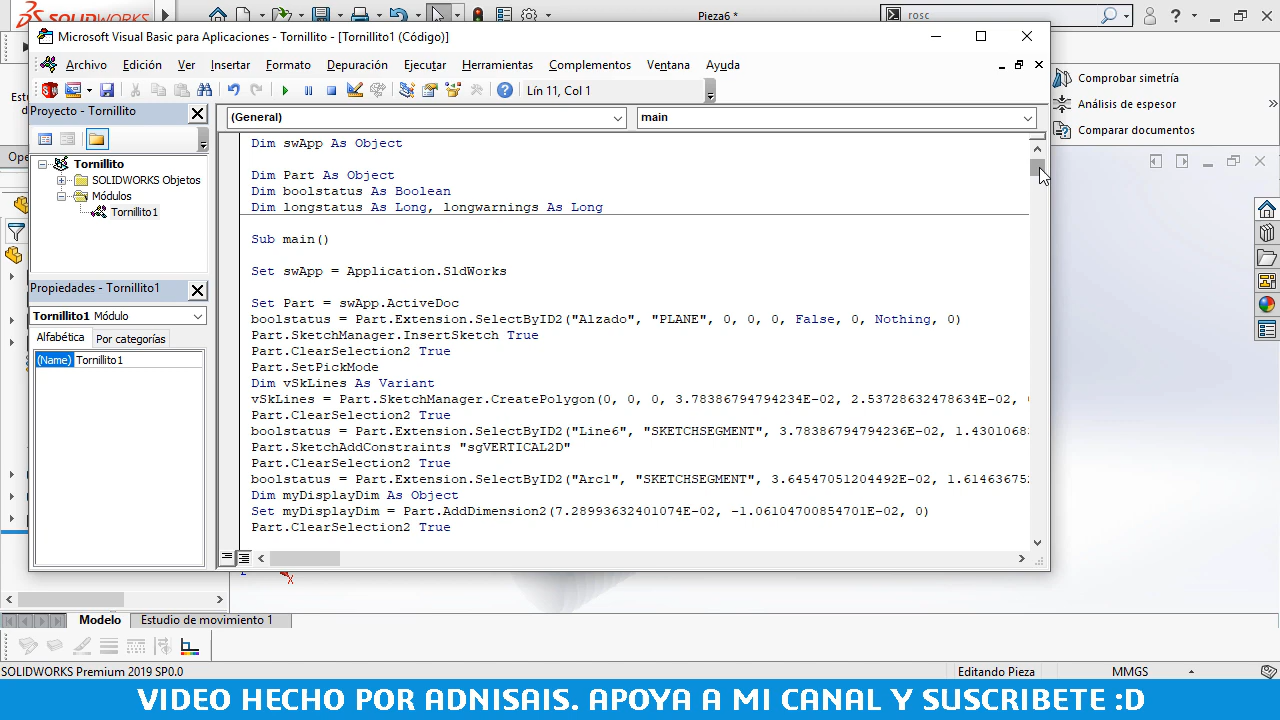 SOLIDWORKS
Pieza6 *
rosc
Microsoft Visual Basic para Aplicaciones - Tornillito - [Tornillito1 (Código)]
Archivo Edición Ver Insertar Formato Depuración Ejecutar Herramientas Complementos Ventana Ayuda
Lín 11, Col 1
Comprobar simetría
Análisis de espesor
Comparar documentos
Proyecto - Tornillito
(General)
main
Tornillito
SOLIDWORKS Objetos
Módulos
Tornillito1
Propiedades - Tornillito1
Tornillito1 Módulo
Alfabética Por categorías
(Name) Tornillito1
Dim swApp As Object
Dim Part As Object
Dim boolstatus As Boolean
Dim longstatus As Long, longwarnings As Long
Sub main()
Set swApp = Application.SldWorks
Set Part = swApp.ActiveDoc
boolstatus = Part.Extension.SelectByID2("Alzado", "PLANE", 0, 0, 0, False, 0, Nothing, 0)
Part.SketchManager.InsertSketch True
Part.ClearSelection2 True
Part.SetPickMode
Dim vSkLines As Variant
vSkLines = Part.SketchManager.CreatePolygon(0, 0, 0, 3.78386794794234E-02, 2.53728632478634E-02,
Part.ClearSelection2 True
boolstatus = Part.Extension.SelectByID2("Line6", "SKETCHSEGMENT", 3.78386794794236E-02, 1.4301068
Part.SketchAddConstraints "sgVERTICAL2D"
Part.ClearSelection2 True
boolstatus = Part.Extension.SelectByID2("Arc1", "SKETCHSEGMENT", 3.64547051204492E-02, 1.61463675
Dim myDisplayDim As Object
Set myDisplayDim = Part.AddDimension2(7.28993632401074E-02, -1.06104700854701E-02, 0)
Part.ClearSelection2 True
Modelo Estudio de movimiento 1
SOLIDWORKS Premium 2019 SP0.0
Editando Pieza
MMGS
VIDEO HECHO POR ADNISAIS. APOYA A MI CANAL Y SUSCRIBETE :D